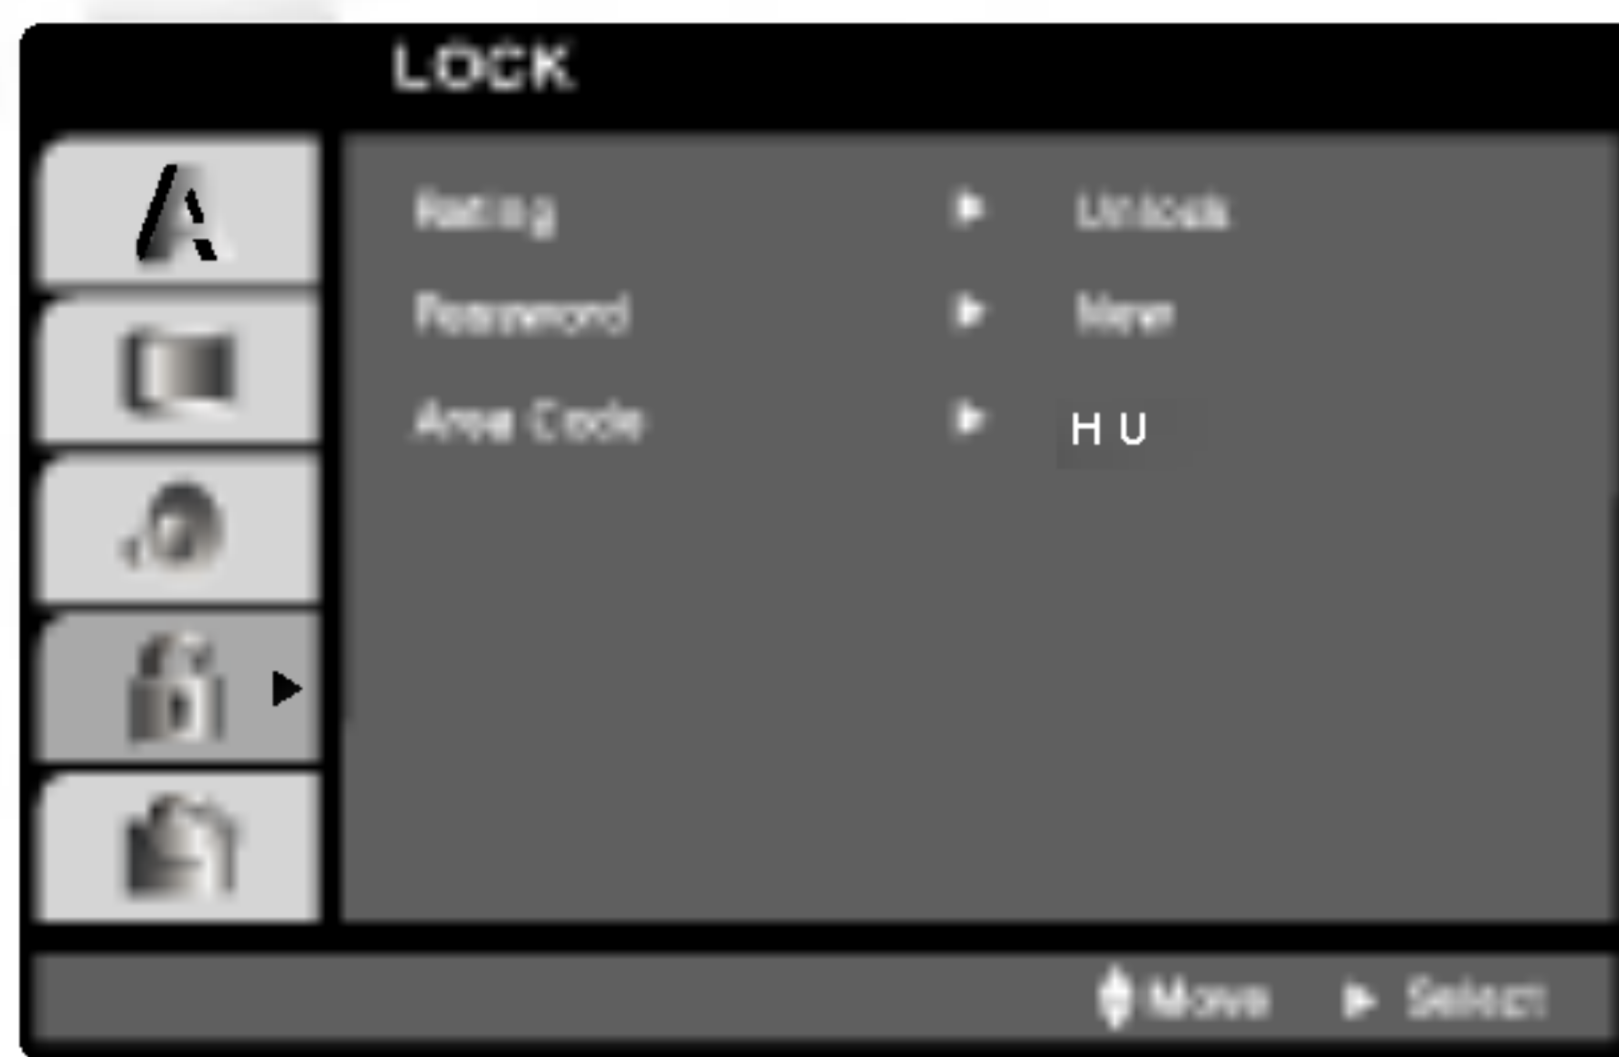 LOCK
Rating ► Unlock
Password ► New
Area Code ► H U
Move ► Select